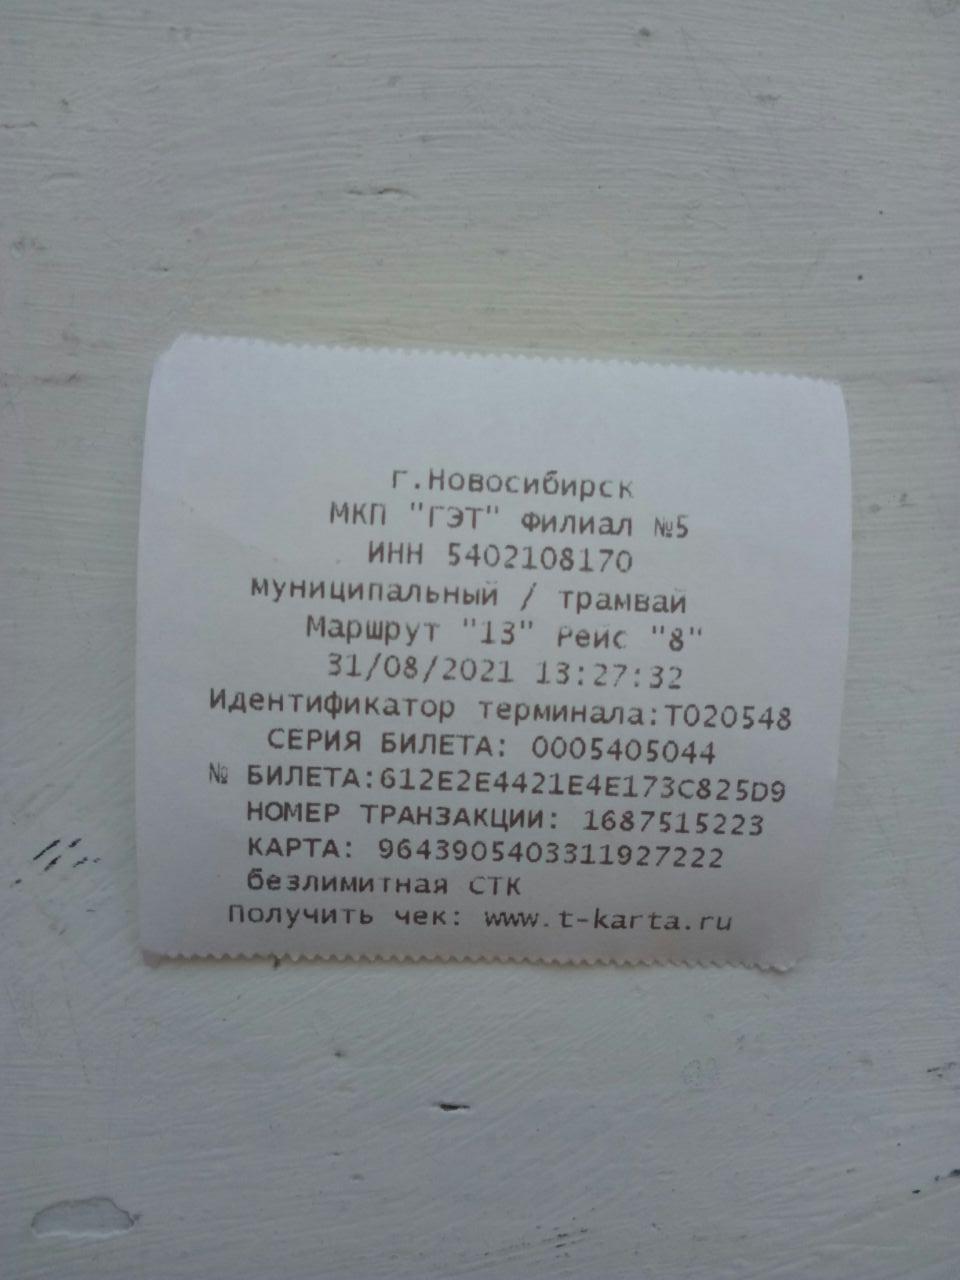 г.Новосибирск
МКП "ГЭТ" Филиал №5
ИНН 5402108170
муниципальный / трамвай
Маршрут "13" Рейс "8"
31/08/2021 13:27:32
Идентификатор терминала:T020548
СЕРИЯ БИЛЕТА: 0005405044
№ БИЛЕТА:612E2E4421E4E173C825D9
НОМЕР ТРАНЗАКЦИИ: 1687515223
КАРТА: 9643905403311927222
безлимитная СТК
Получить чек: www.t-karta.ru